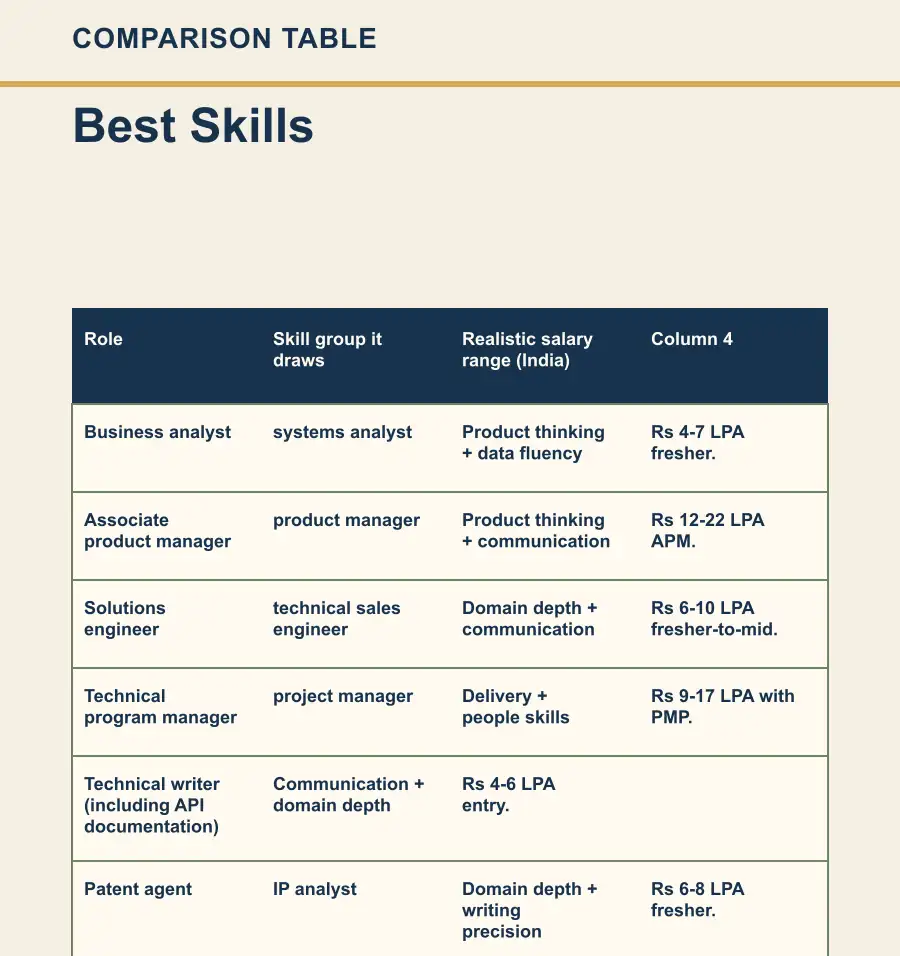 COMPARISON TABLE
Best Skills
Role
Skill group it
draws
Realistic salary
range (India)
Column 4
Business analyst
systems analyst
Product thinking
+ data fluency
Rs 4-7 LPA
fresher.
Associate
product manager
product manager
Product thinking
+ communication
Rs 12-22 LPA
APM.
Solutions
engineer
technical sales
engineer
Domain depth +
communication
Rs 6-10 LPA
fresher-to-mid.
Technical
program manager
project manager
Delivery +
people skills
Rs 9-17 LPA with
PMP.
Technical writer
(including API
documentation)
Communication +
domain depth
Rs 4-6 LPA
entry.
Patent agent
IP analyst
Domain depth +
writing
precision
Rs 6-8 LPA
fresher.